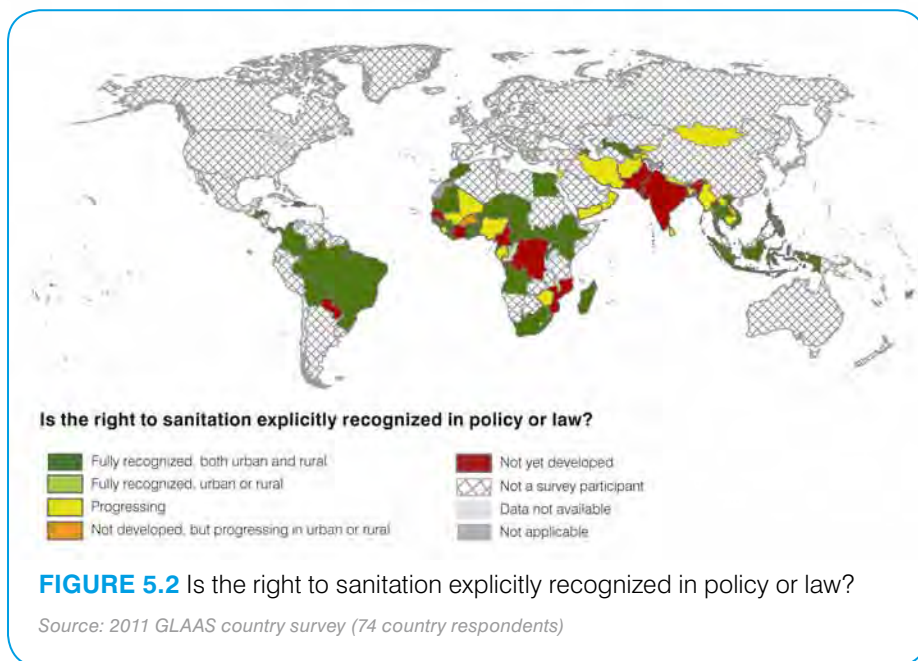 Is the right to sanitation explicitly recognized in policy or law?
Fully recognized, both urban and rural
Fully recognized, urban or rural
Progressing
Not developed, but progressing in urban or rural
Not yet developed
Not a survey participant
Data not available
Not applicable
FIGURE 5.2 Is the right to sanitation explicitly recognized in policy or law?
Source: 2011 GLAAS country survey (74 country respondents)